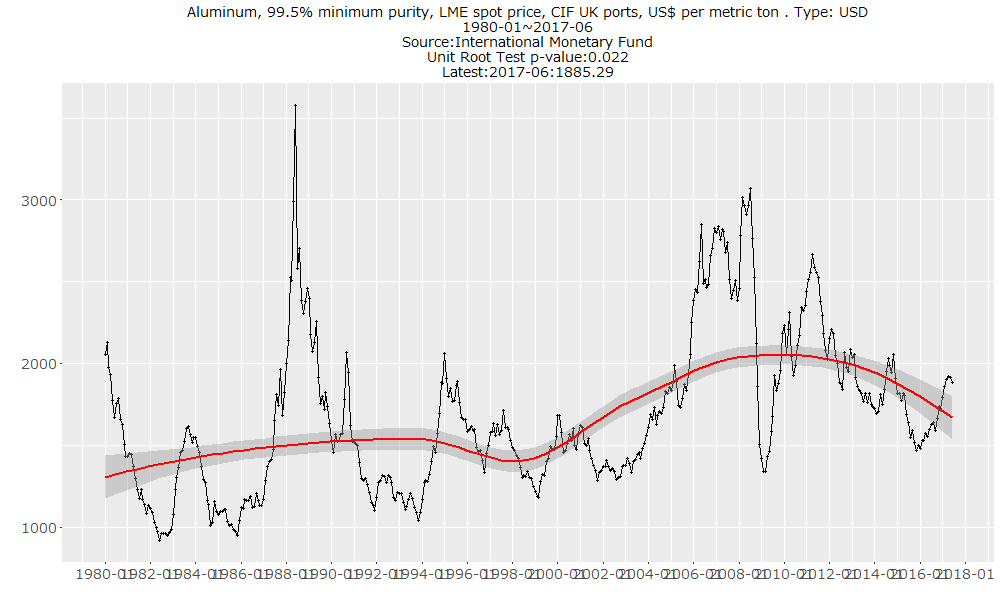 Aluminum, 99.5% minimum purity, LME spot price, CIF UK ports, US$ per metric ton . Type: USD
1980-01~2017-06
Source:International Monetary Fund
Unit Root Test p-value:0.022
Latest:2017-06:1885.29
3000
2000
1000
1980-01 1982-01 1984-01 1986-01 1988-01 1990-01 1992-01 1994-01 1996-01 1998-01 2000-01 2002-01 2004-01 2006-01 2008-01 2010-01 2012-01 2014-01 2016-01 2018-01